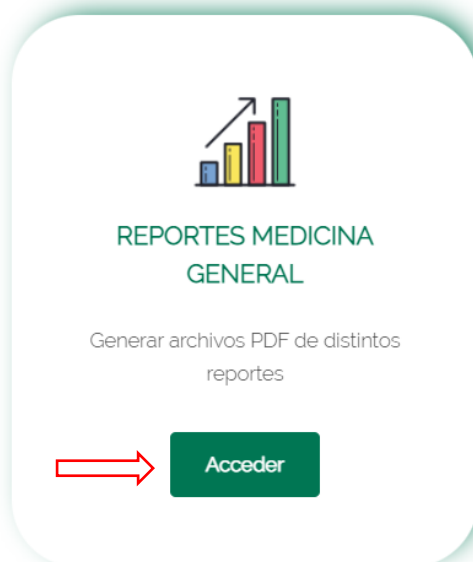 REPORTES MEDICINA
GENERAL
Generar archivos PDF de distintos
reportes
Acceder